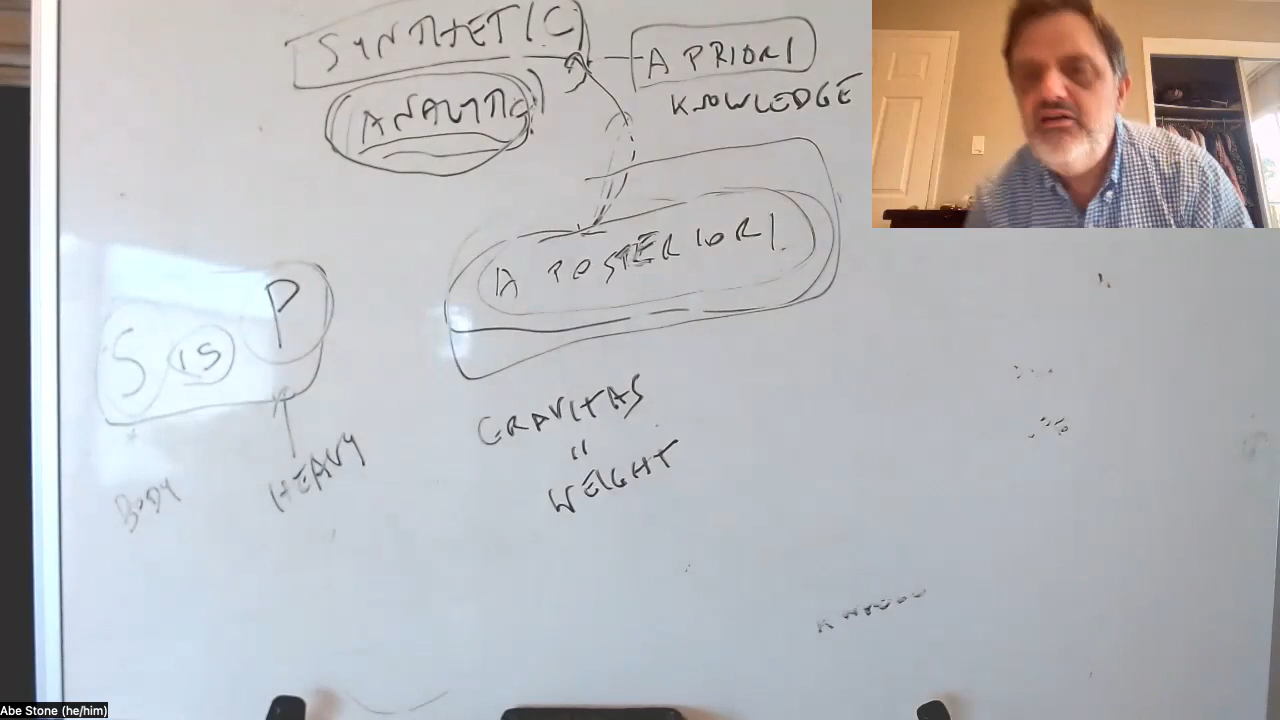 SYNTHETIC
A PRIORI
KNOWLEDGE
ANALYTIC
A POSTERIORI
S IS P
BODY
HEAVY
GRAVITAS
"
WEIGHT
Abe Stone (he/him)